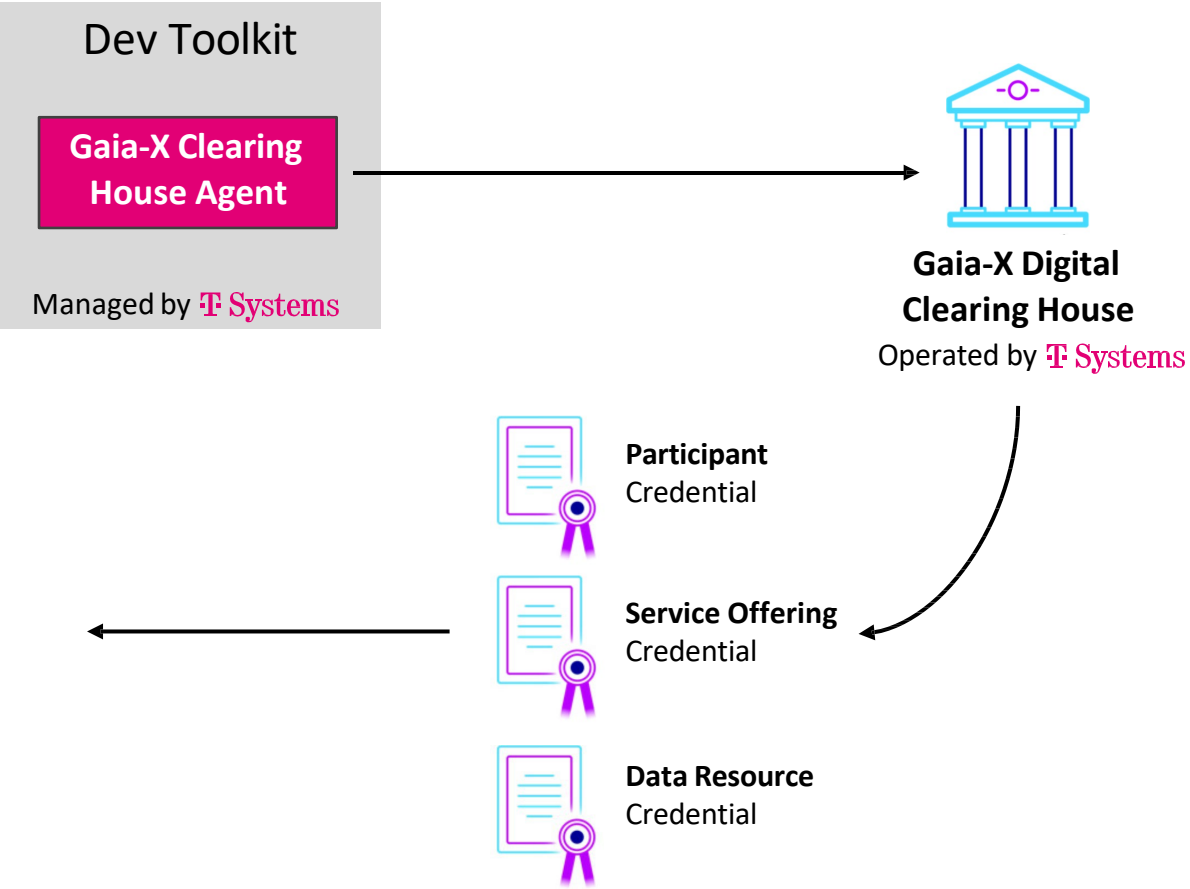 Dev Toolkit
Gaia-X Clearing
House Agent
Managed by T Systems
Gaia-X Digital
Clearing House
Operated by T Systems
Participant
Credential
Service Offering
Credential
Data Resource
Credential